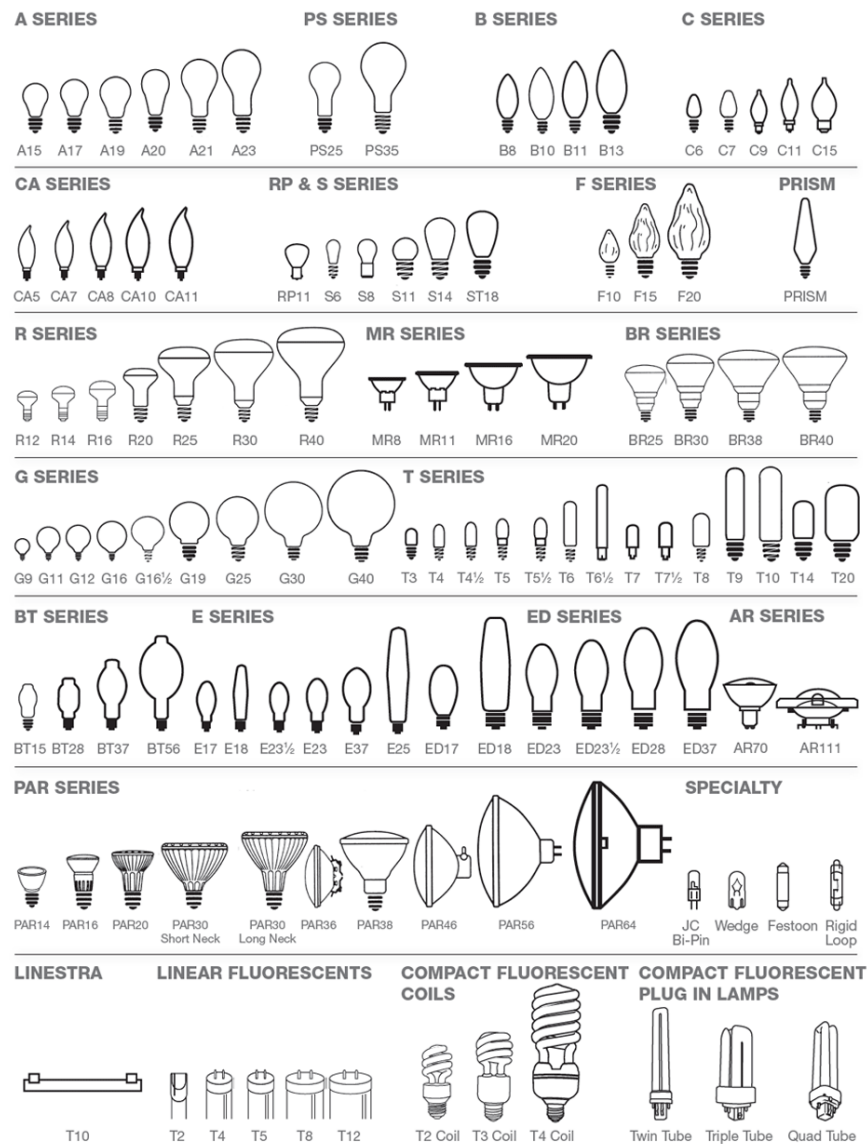 A SERIES PS SERIES B SERIES C SERIES
A15 A17 A19 A20 A21 A23 PS25 PS35 B8 B10 B11 B13 C6 C7 C9 C11 C15
CA SERIES RP & S SERIES F SERIES PRISM
CA5 CA7 CA8 CA10 CA11 RP11 S6 S8 S11 S14 ST18 F10 F15 F20 PRISM
R SERIES MR SERIES BR SERIES
R12 R14 R16 R20 R25 R30 R40 MR8 MR11 MR16 MR20 BR25 BR30 BR38 BR40
G SERIES T SERIES
G9 G11 G12 G16 G16½ G19 G25 G30 G40 T3 T4 T4½ T5 T5½ T6 T6½ T7 T7½ T8 T9 T10 T14 T20
BT SERIES E SERIES ED SERIES AR SERIES
BT15 BT28 BT37 BT56 E17 E18 E23½ E23 E37 E25 ED17 ED18 ED23 ED23½ ED28 ED37 AR70 AR111
PAR SERIES SPECIALTY
PAR14 PAR16 PAR20 PAR30 PAR30 PAR36 PAR38 PAR46 PAR56 PAR64 JC Wedge Festoon Rigid
Short Neck Long Neck Bi-Pin Loop
LINESTRA LINEAR FLUORESCENTS COMPACT FLUORESCENT COMPACT FLUORESCENT
COILS PLUG IN LAMPS
T10 T2 T4 T5 T8 T12 T2 Coil T3 Coil T4 Coil Twin Tube Triple Tube Quad Tube